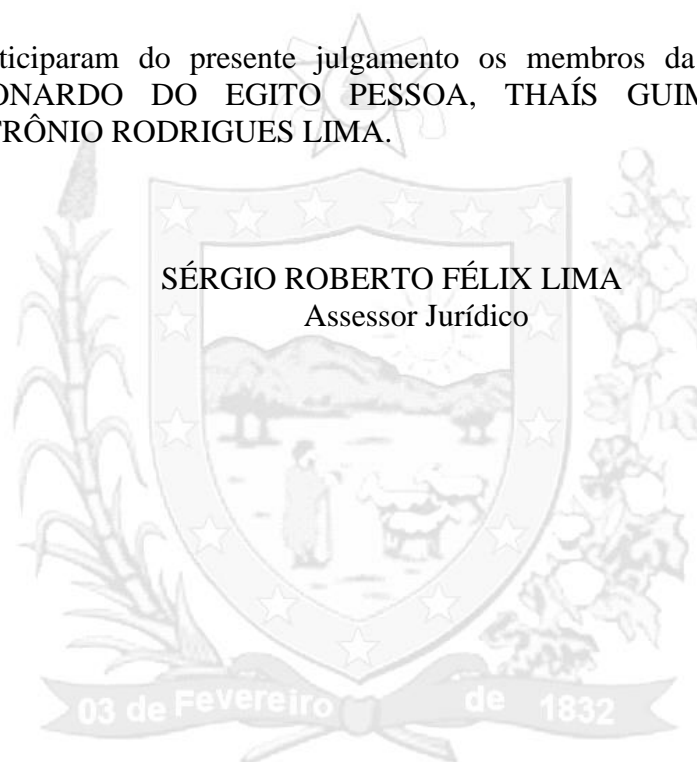 ticiparam do presente julgamento os membros da
ONARDO DO EGITO PESSOA, THAÍS GUIM
TRÔNIO RODRIGUES LIMA.
SÉRGIO ROBERTO FÉLIX LIMA
Assessor Jurídico
03 de Fevereiro de 1832